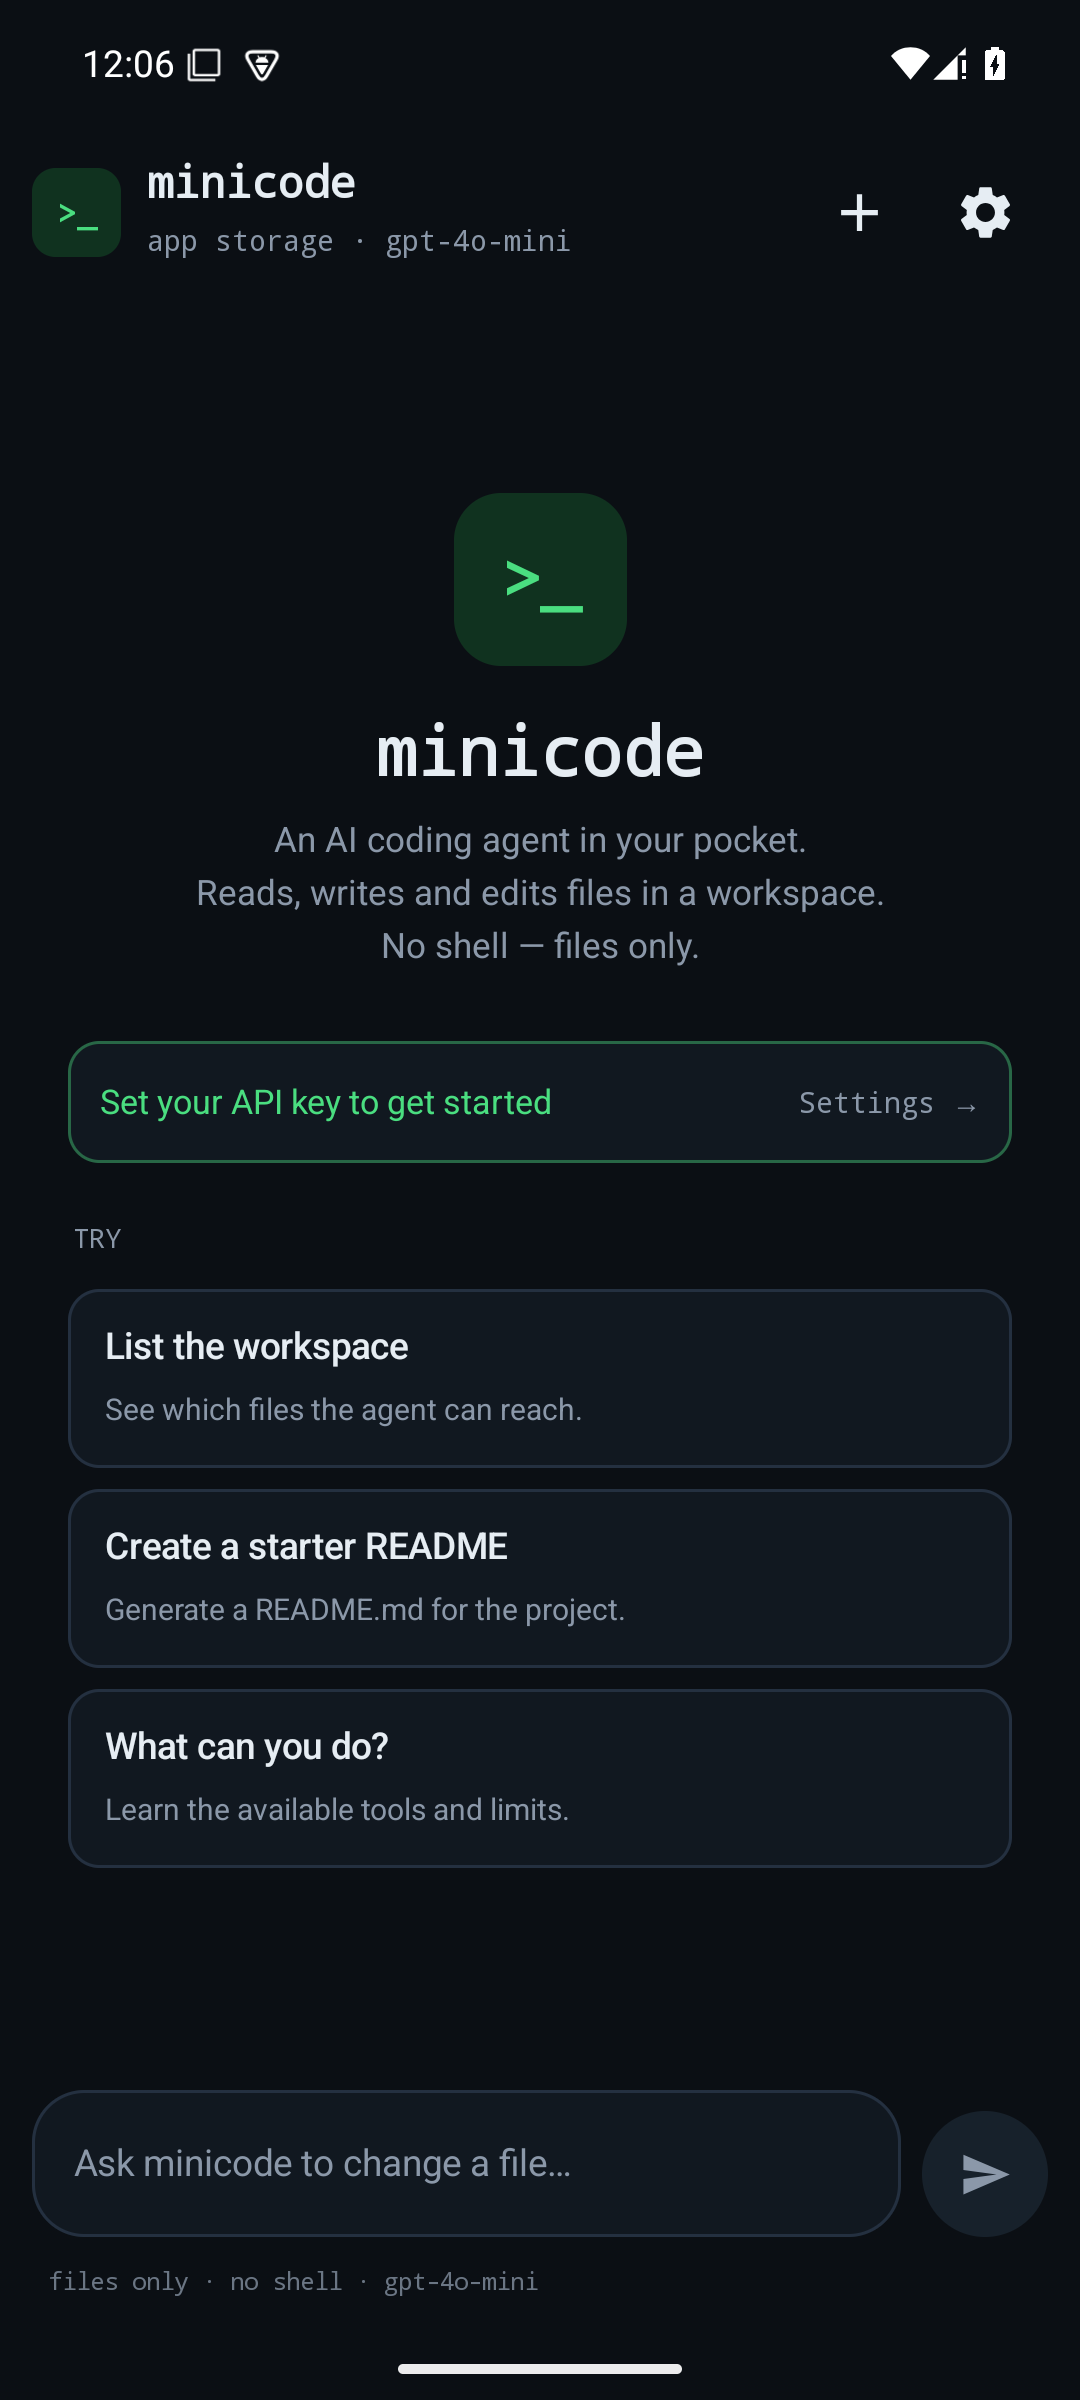 12:06
>_
minicode
app storage · gpt-4o-mini
>_
minicode
An AI coding agent in your pocket.
Reads, writes and edits files in a workspace.
No shell — files only.
Set your API key to get started
Settings →
TRY
List the workspace
See which files the agent can reach.
Create a starter README
Generate a README.md for the project.
What can you do?
Learn the available tools and limits.
Ask minicode to change a file…
files only · no shell · gpt-4o-mini